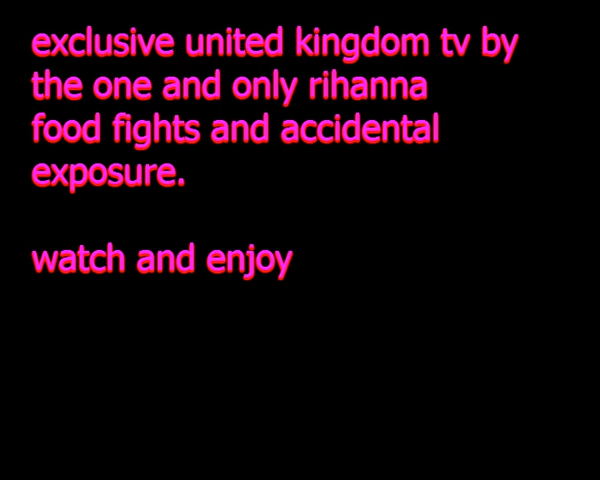 exclusive united kingdom tv by
the one and only rihanna
food fights and accidental
exposure.
watch and enjoy